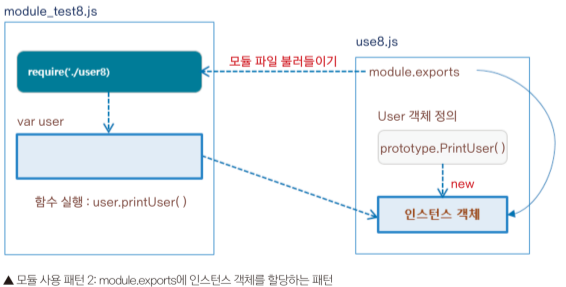 module_test8.js
use8.js
모듈 파일 불러들이기
require('./user8)
module.exports
var user
User 객체 정의
prototype.PrintUser( )
new
함수 실행 : user.printUser( )
인스턴스 객체
▲ 모듈 사용 패턴 2: module.exports에 인스턴스 객체를 할당하는 패턴